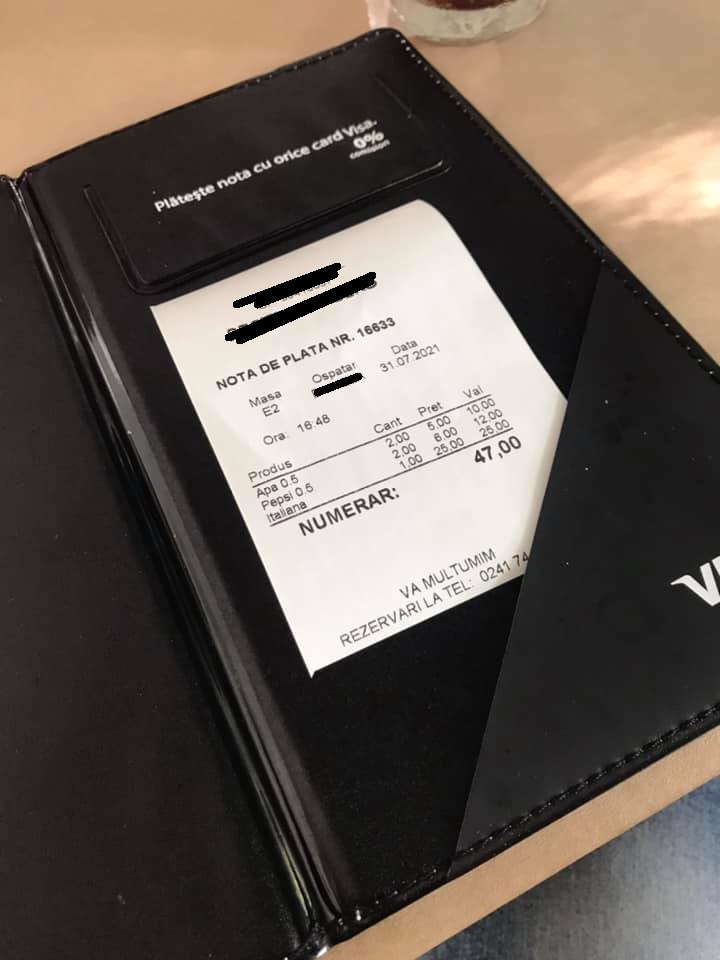 Plătește nota cu orice card Visa.
0%
comision
NOTA DE PLATA NR. 16633
Masa Ospatar Data
E2 31.07.2021
Ora: 16:48
Produs Cant Pret Val
Apa 0.5 2,00 5,00 10,00
Pepsi 0.5 2,00 6,00 12,00
Italiana 1,00 25,00 25,00
NUMERAR: 47,00
VA MULTUMIM
REZERVARI LA TEL: 0241 74